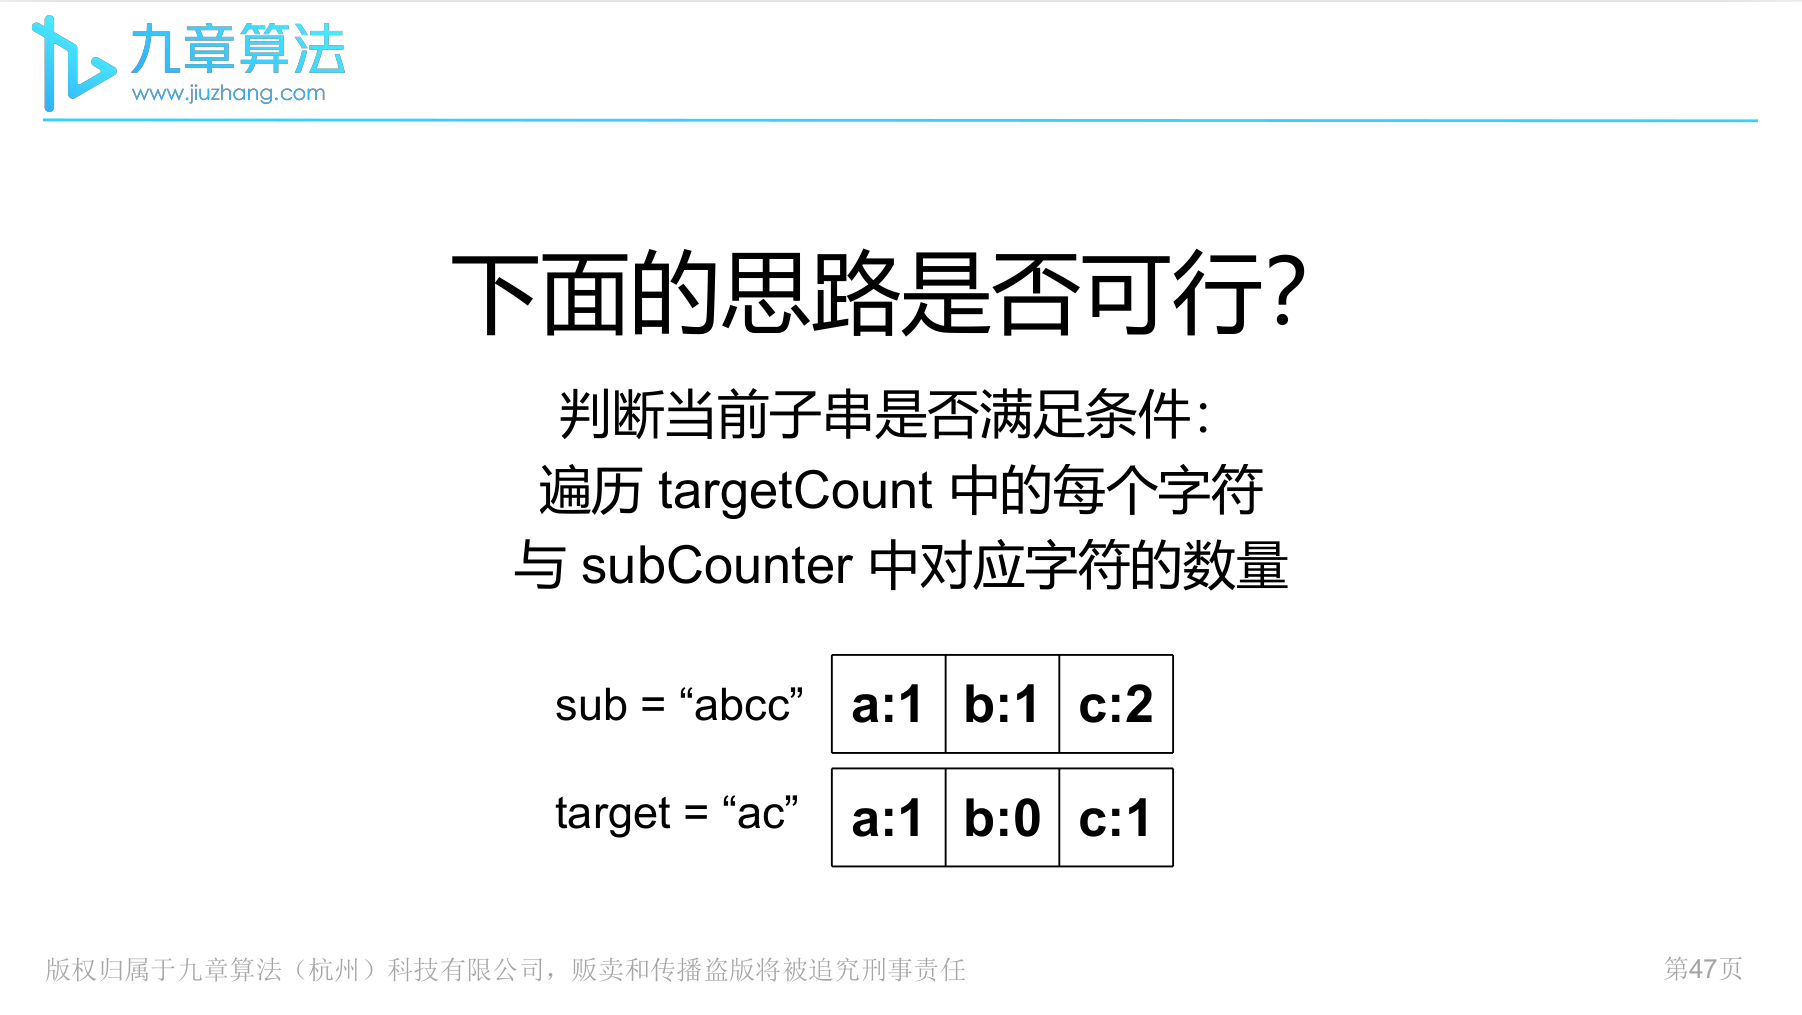 九章算法
www.jiuzhang.com
下面的思路是否可行？
判断当前子串是否满足条件：
遍历 targetCount 中的每个字符
与 subCounter 中对应字符的数量
sub = “abcc” a:1 b:1 c:2
target = “ac” a:1 b:0 c:1
版权归属于九章算法（杭州）科技有限公司，贩卖和传播盗版将被追究刑事责任 第47页